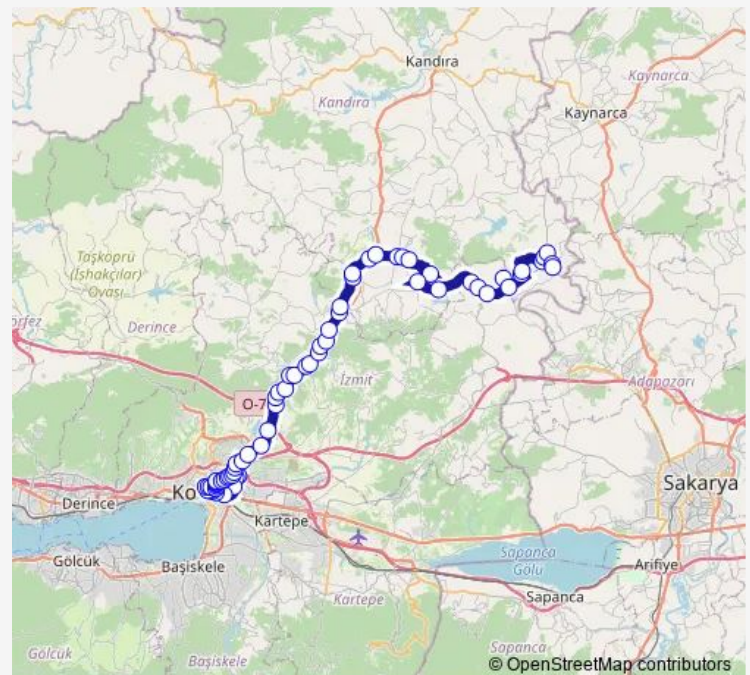 Kandıra
Kaynarca
Kandıra
Kaynarca
Taşköprü
(İshakçılar)
Ovası
Derince
İzmit
O-7
Adapazarı
Sakarya
Ko
Derince
Kartepe
Gölcük
Başiskele
Sapanca
Gölü
Arifiye
Sapanca
Kartepe
Gölcük
Başiskele
Sapanca
© OpenStreetMap contributors